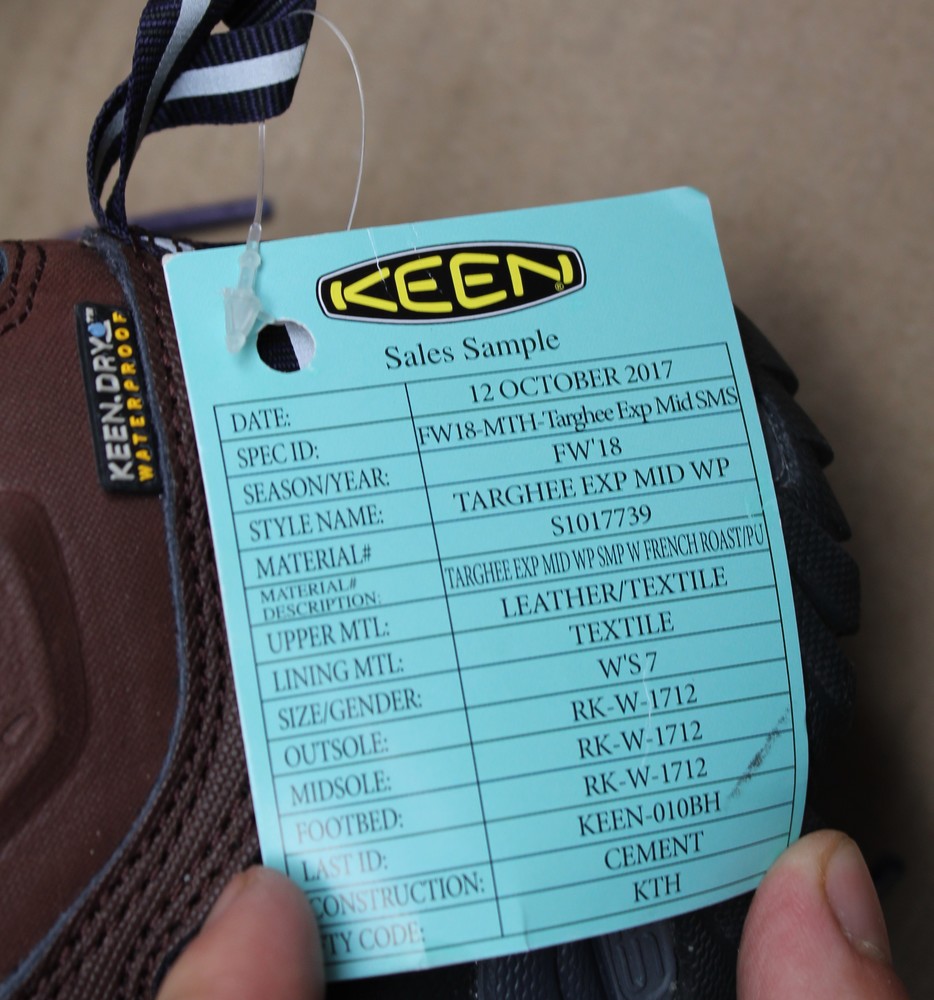 KEEN®
Sales Sample
DATE: 12 OCTOBER 2017
SPEC ID: FW18-MTH-Targhee Exp Mid SMS
SEASON/YEAR: FW'18
STYLE NAME: TARGHEE EXP MID WP
MATERIAL# S1017739
MATERIAL# DESCRIPTION: TARGHEE EXP MID WP SMP W FRENCH ROAST/PU
UPPER MTL: LEATHER/TEXTILE
LINING MTL: TEXTILE
SIZE/GENDER: W'S 7
OUTSOLE: RK-W-1712
MIDSOLE: RK-W-1712
FOOTBED: RK-W-1712
LAST ID: KEEN-010BH
CONSTRUCTION: CEMENT
TY CODE: KTH
KEEN.DRY™
WATERPROOF